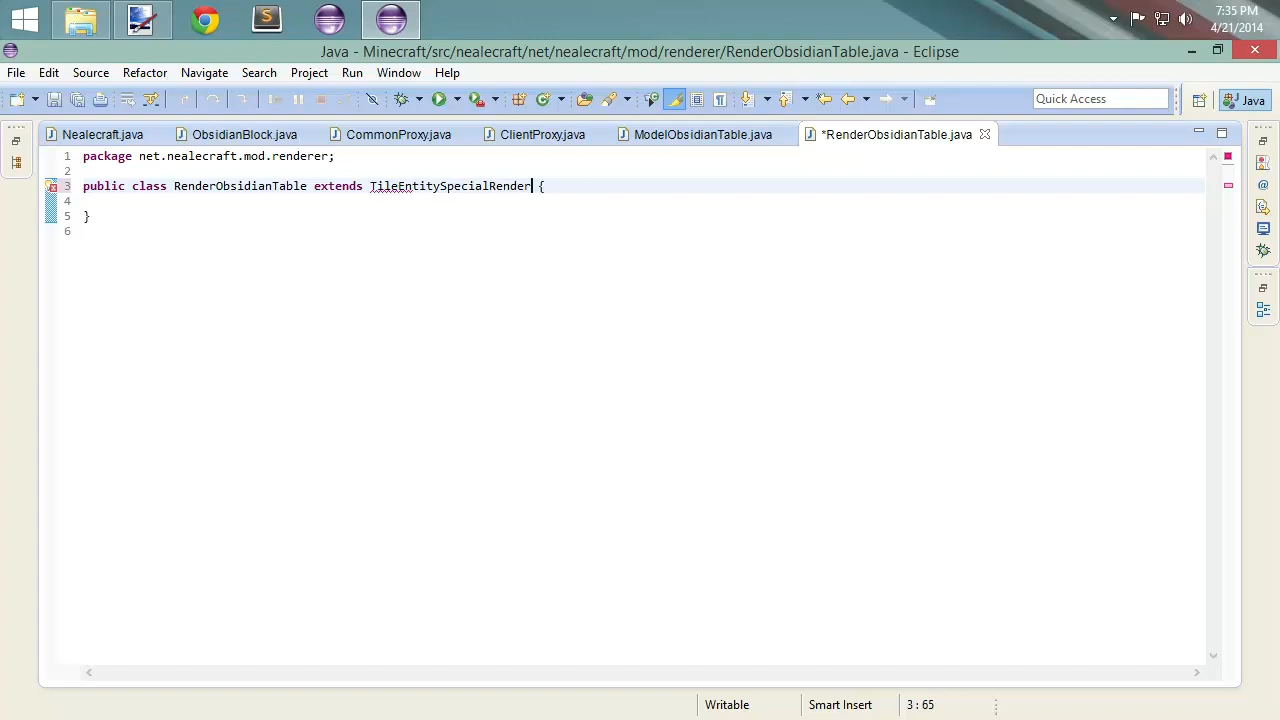 7:35 PM
4/21/2014
Java - Minecraft/src/nealecraft/net/nealecraft/mod/renderer/RenderObsidianTable.java - Eclipse
File Edit Source Refactor Navigate Search Project Run Window Help
Quick Access
Java
Nealecraft.java ObsidianBlock.java CommonProxy.java ClientProxy.java ModelObsidianTable.java *RenderObsidianTable.java
1 package net.nealecraft.mod.renderer;
2
3 public class RenderObsidianTable extends TileEntitySpecialRender {
4
5 }
6
Writable Smart Insert 3 : 65